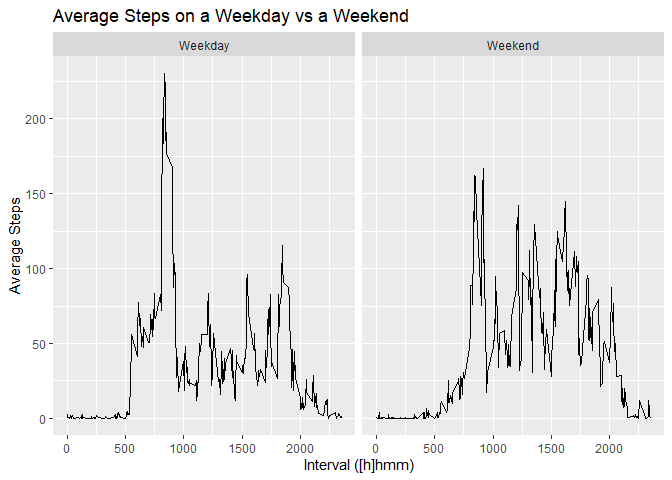 Average Steps on a Weekday vs a Weekend
Weekday
Weekend
200
150
100
50
0
Average Steps
0 500 1000 1500 2000
0 500 1000 1500 2000
Interval ([h]hmm)